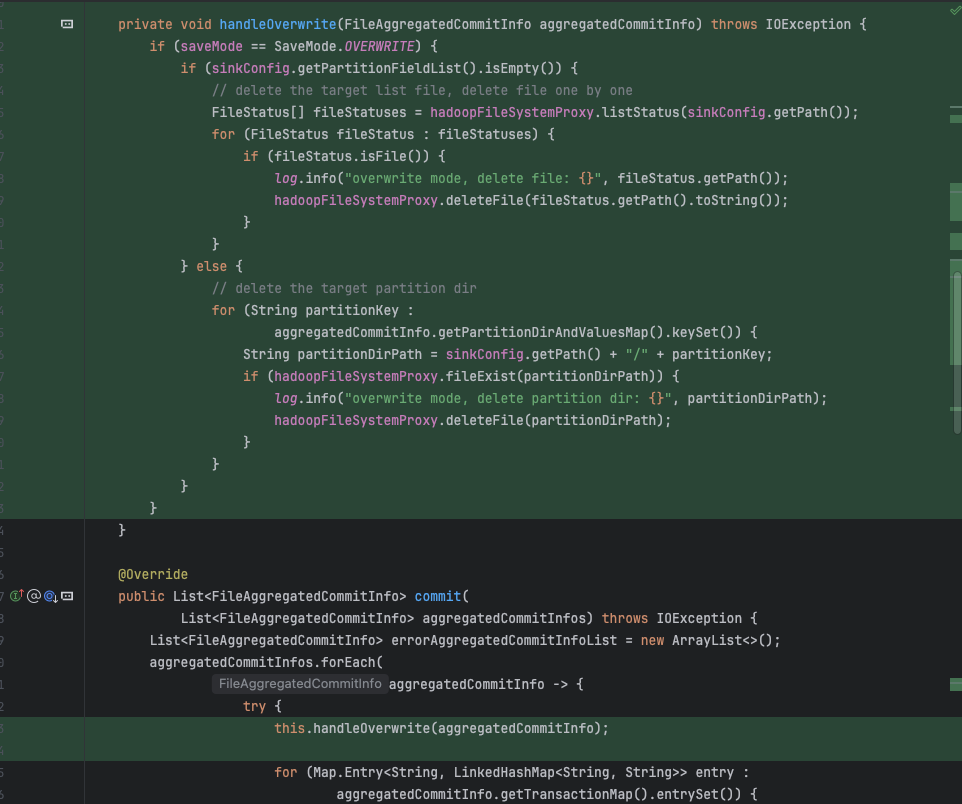 private void handleOverwrite(FileAggregatedCommitInfo aggregatedCommitInfo) throws IOException {
if (saveMode == SaveMode.OVERWRITE) {
if (sinkConfig.getPartitionFieldList().isEmpty()) {
// delete the target list file, delete file one by one
FileStatus[] fileStatuses = hadoopFileSystemProxy.listStatus(sinkConfig.getPath());
for (FileStatus fileStatus : fileStatuses) {
if (fileStatus.isFile()) {
log.info("overwrite mode, delete file: {}", fileStatus.getPath());
hadoopFileSystemProxy.deleteFile(fileStatus.getPath().toString());
}
}
} else {
// delete the target partition dir
for (String partitionKey :
aggregatedCommitInfo.getPartitionDirAndValuesMap().keySet()) {
String partitionDirPath = sinkConfig.getPath() + "/" + partitionKey;
if (hadoopFileSystemProxy.fileExist(partitionDirPath)) {
log.info("overwrite mode, delete partition dir: {}", partitionDirPath);
hadoopFileSystemProxy.deleteFile(partitionDirPath);
}
}
}
}
}
@Override
public List<FileAggregatedCommitInfo> commit(
List<FileAggregatedCommitInfo> aggregatedCommitInfos) throws IOException {
List<FileAggregatedCommitInfo> errorAggregatedCommitInfoList = new ArrayList<>();
aggregatedCommitInfos.forEach(
FileAggregatedCommitInfo aggregatedCommitInfo -> {
try {
this.handleOverwrite(aggregatedCommitInfo);
for (Map.Entry<String, LinkedHashMap<String, String>> entry :
aggregatedCommitInfo.getTransactionMap().entrySet()) {